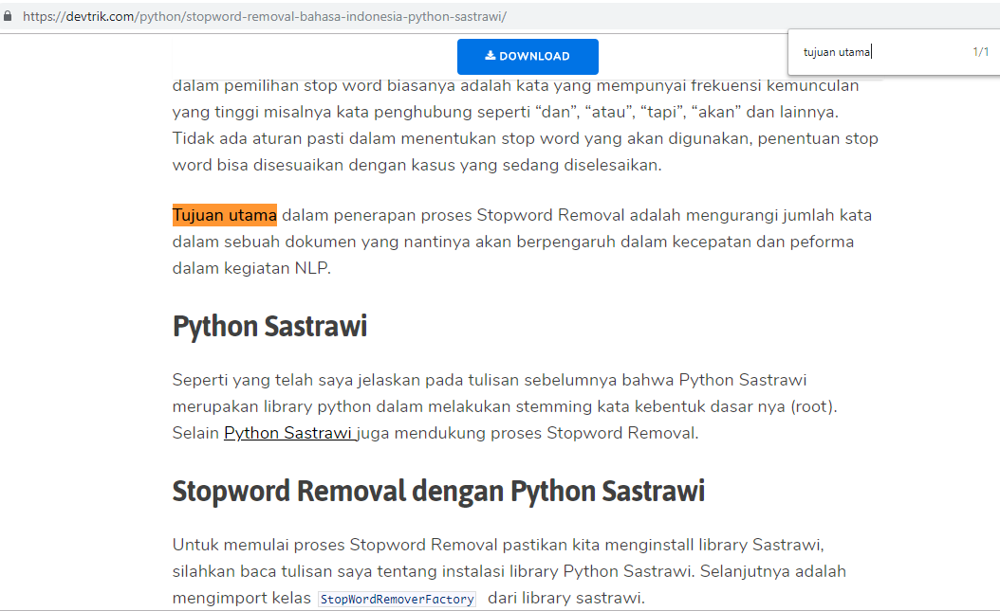 https://devtrik.com/python/stopword-removal-bahasa-indonesia-python-sastrawi/
tujuan utama 1/1
DOWNLOAD
dalam pemilihan stop word biasanya adalah kata yang mempunyai frekuensi kemunculan
yang tinggi misalnya kata penghubung seperti “dan”, “atau”, “tapi”, “akan” dan lainnya.
Tidak ada aturan pasti dalam menentukan stop word yang akan digunakan, penentuan stop
word bisa disesuaikan dengan kasus yang sedang diselesaikan.
Tujuan utama dalam penerapan proses Stopword Removal adalah mengurangi jumlah kata
dalam sebuah dokumen yang nantinya akan berpengaruh dalam kecepatan dan peforma
dalam kegiatan NLP.
Python Sastrawi
Seperti yang telah saya jelaskan pada tulisan sebelumnya bahwa Python Sastrawi
merupakan library python dalam melakukan stemming kata kebentuk dasar nya (root).
Selain Python Sastrawi juga mendukung proses Stopword Removal.
Stopword Removal dengan Python Sastrawi
Untuk memulai proses Stopword Removal pastikan kita menginstall library Sastrawi,
silahkan baca tulisan saya tentang instalasi library Python Sastrawi. Selanjutnya adalah
mengimport kelas StopWordRemoverFactory dari library sastrawi.